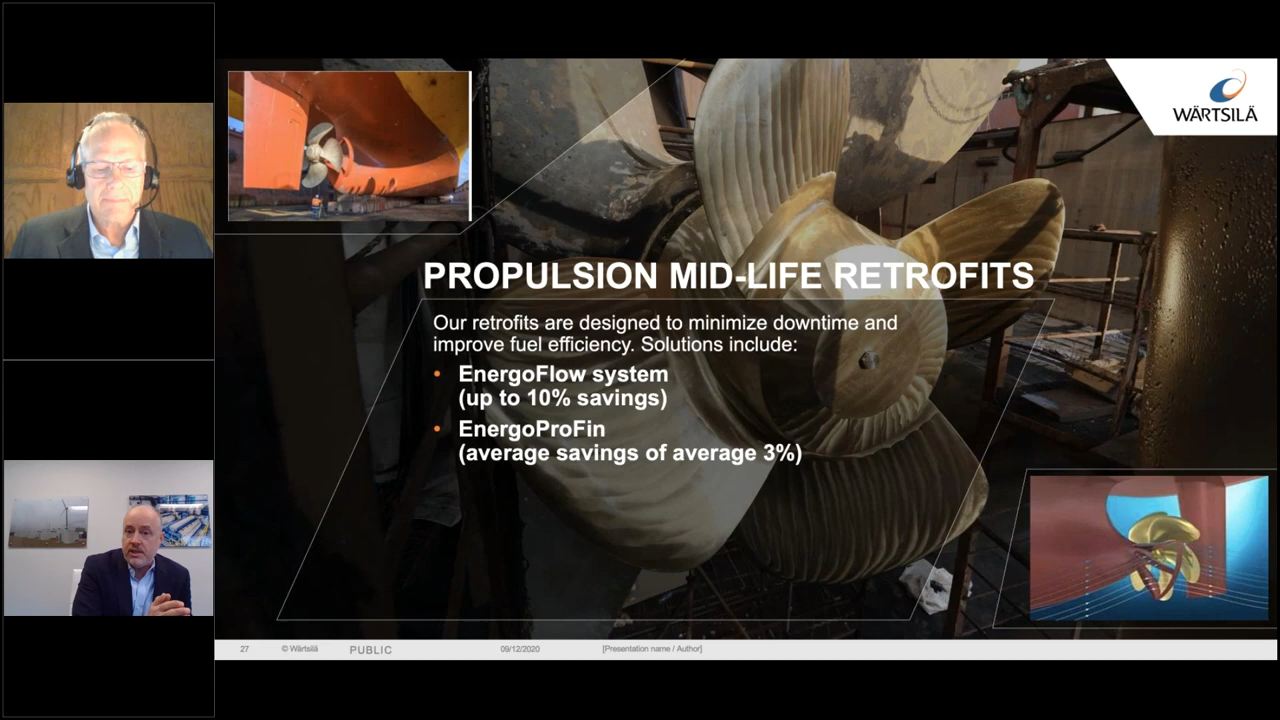 WÄRTSILÄ
PROPULSION MID-LIFE RETROFITS
Our retrofits are designed to minimize downtime and
improve fuel efficiency. Solutions include:
• EnergoFlow system
(up to 10% savings)
• EnergoProFin
(average savings of average 3%)
27 © Wärtsilä PUBLIC 09/12/2020 [Presentation name / Author]